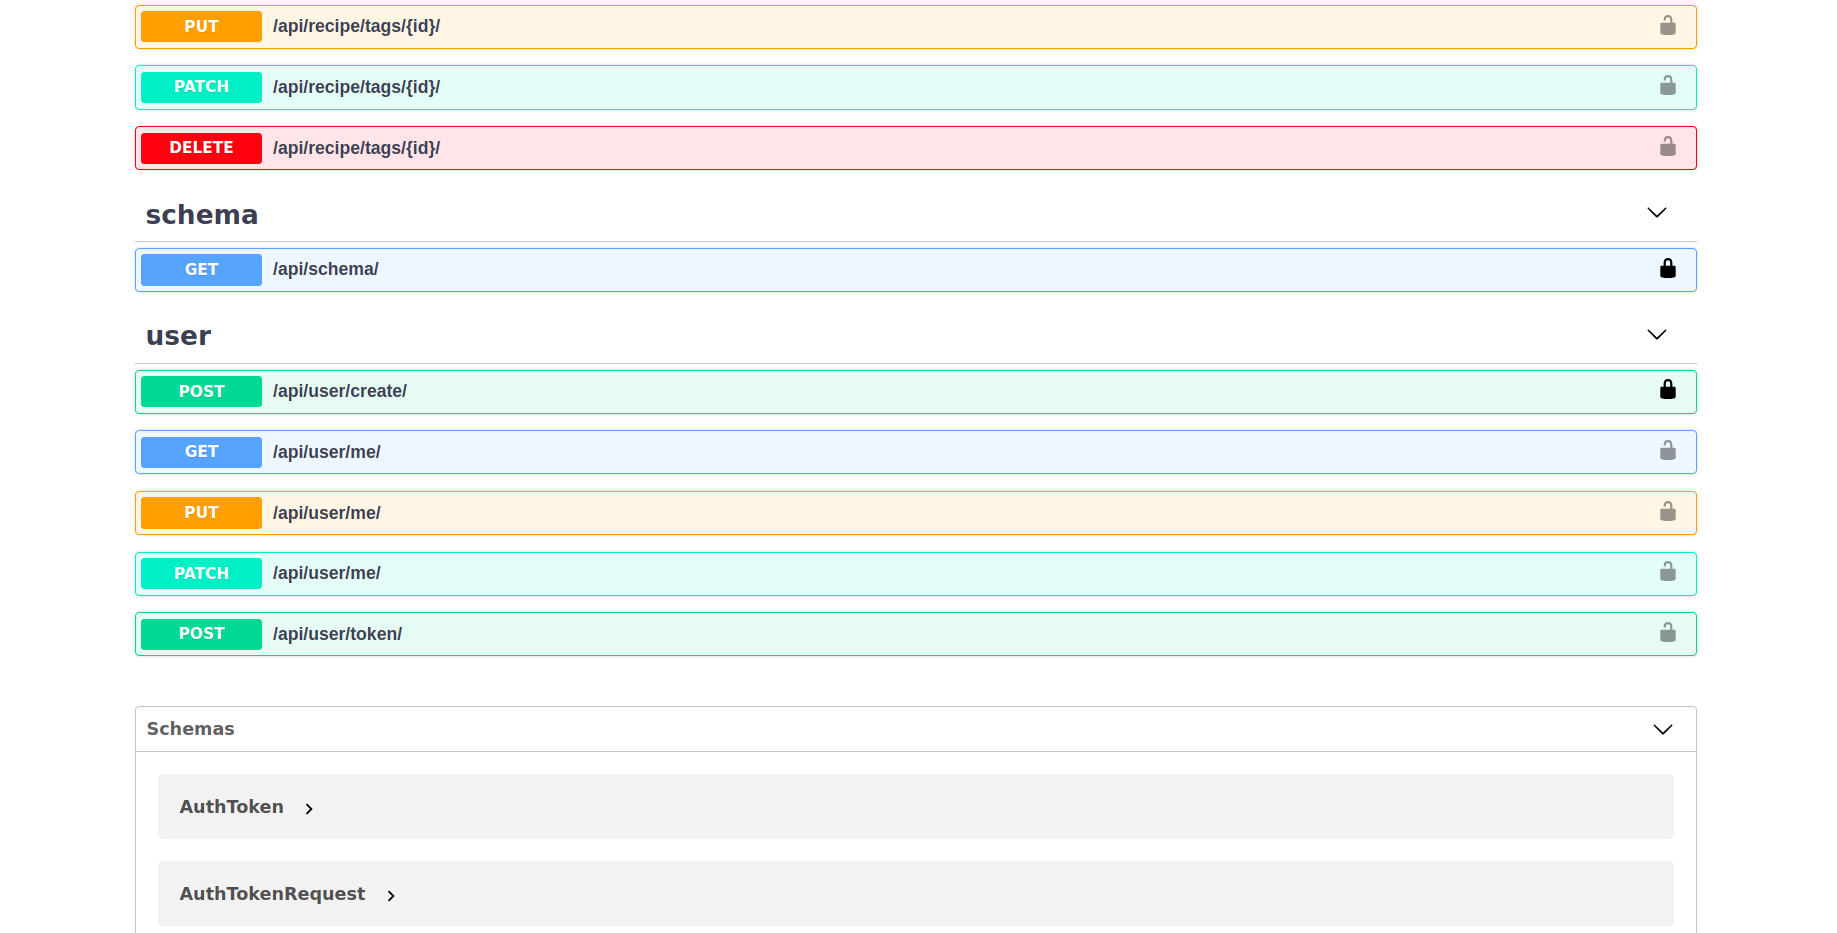 PUT /api/recipe/tags/{id}/
PATCH /api/recipe/tags/{id}/
DELETE /api/recipe/tags/{id}/
schema
GET /api/schema/
user
POST /api/user/create/
GET /api/user/me/
PUT /api/user/me/
PATCH /api/user/me/
POST /api/user/token/
Schemas
AuthToken
AuthTokenRequest